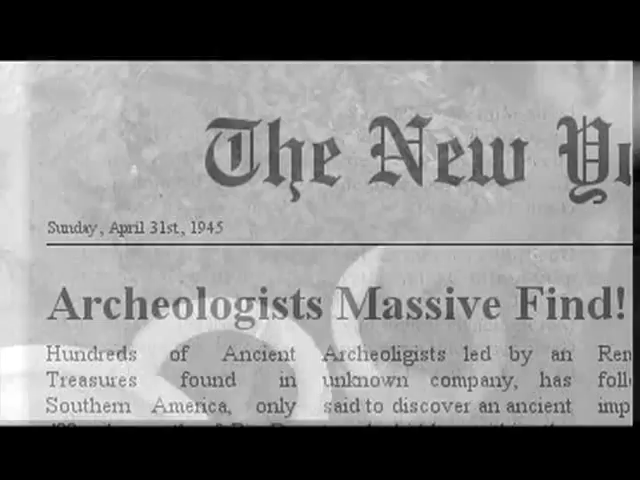 The New
Sunday, April 31st, 1945
Archeologists Massive Find!
Hundreds of Ancient
Treasures found in
Southern America, only
Archeoligists led by an
unknown company, has
said to discover an ancient